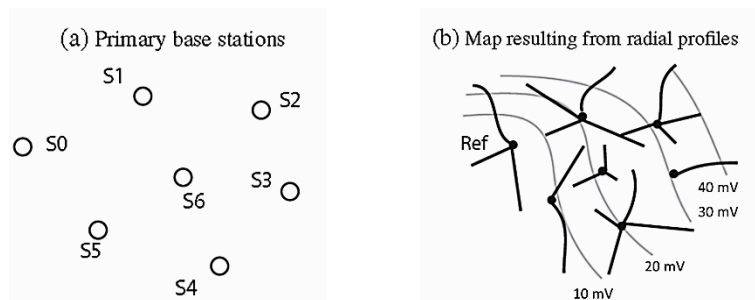 (a) Primary base stations
S1
S2
S0
S3
S6
S5
S4
(b) Map resulting from radial profiles
Ref
40 mV
30 mV
20 mV
10 mV